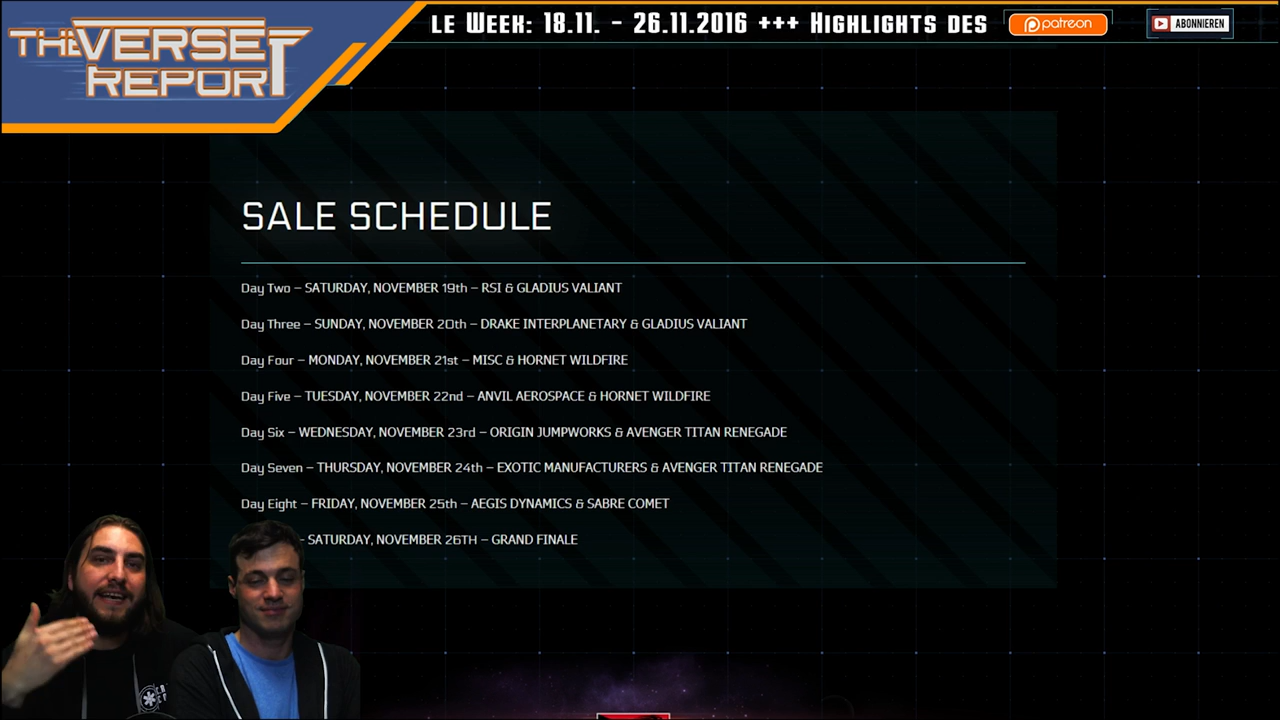 THE VERSE REPORT
le Week: 18.11. - 26.11.2016 +++ Highlights des
patreon
ABONNIEREN
SALE SCHEDULE
Day Two – SATURDAY, NOVEMBER 19th – RSI & GLADIUS VALIANT
Day Three – SUNDAY, NOVEMBER 20th – DRAKE INTERPLANETARY & GLADIUS VALIANT
Day Four – MONDAY, NOVEMBER 21st – MISC & HORNET WILDFIRE
Day Five – TUESDAY, NOVEMBER 22nd – ANVIL AEROSPACE & HORNET WILDFIRE
Day Six – WEDNESDAY, NOVEMBER 23rd – ORIGIN JUMPWORKS & AVENGER TITAN RENEGADE
Day Seven – THURSDAY, NOVEMBER 24th – EXOTIC MANUFACTURERS & AVENGER TITAN RENEGADE
Day Eight – FRIDAY, NOVEMBER 25th – AEGIS DYNAMICS & SABRE COMET
- SATURDAY, NOVEMBER 26TH – GRAND FINALE